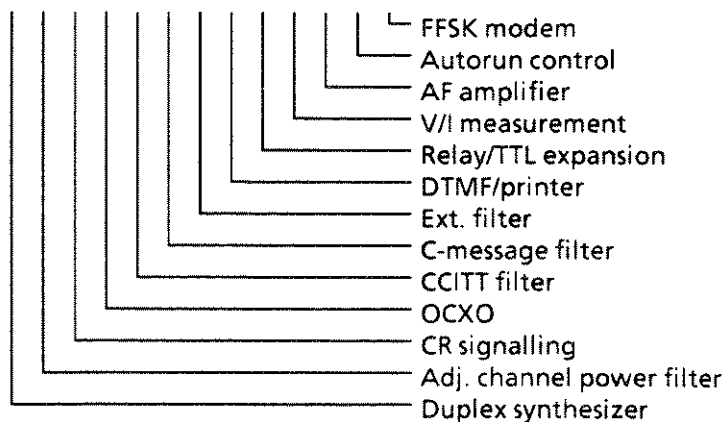 FFSK modem
Autorun control
AF amplifier
V/I measurement
Relay/TTL expansion
DTMF/printer
Ext. filter
C-message filter
CCITT filter
OCXO
CR signalling
Adj. channel power filter
Duplex synthesizer